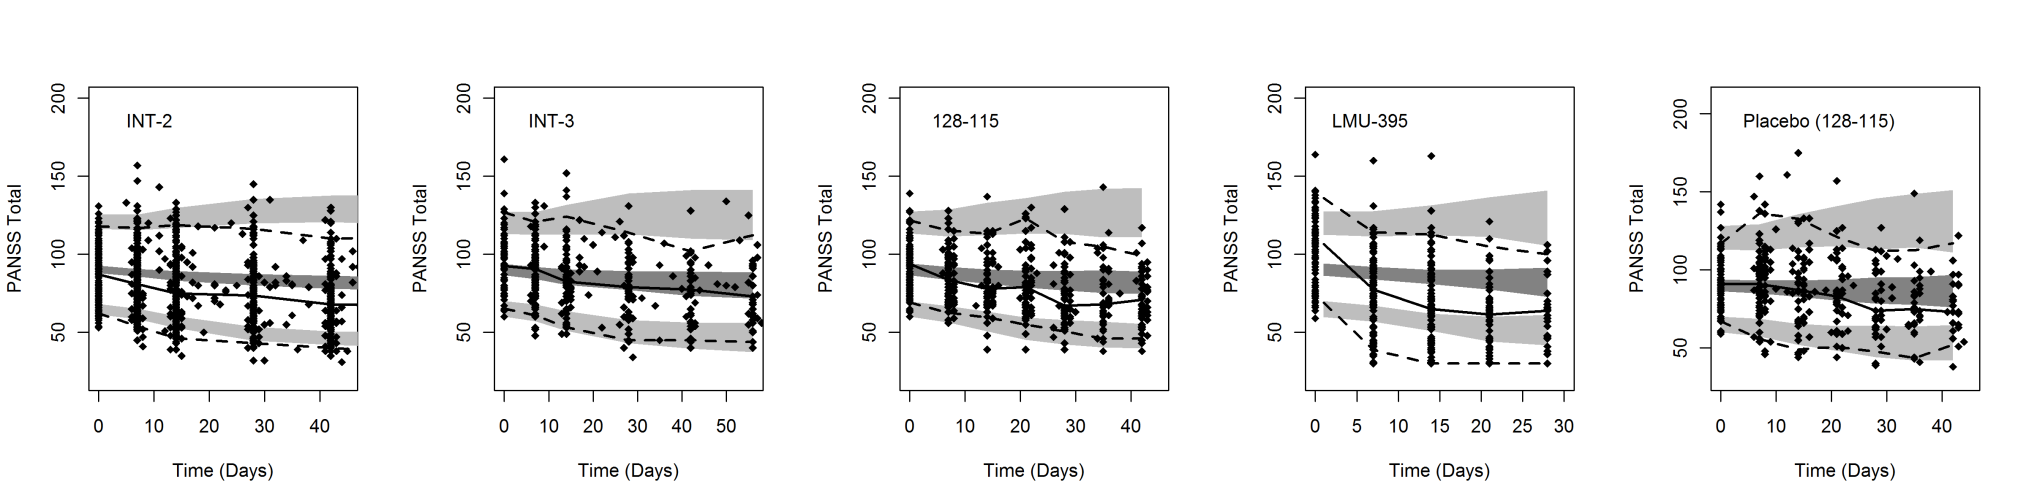 PANSS Total
200
150
100
50
INT-2
0 10 20 30 40
Time (Days)
PANSS Total
200
150
100
50
INT-3
0 10 20 30 40 50
Time (Days)
PANSS Total
200
150
100
50
128-115
0 10 20 30 40
Time (Days)
PANSS Total
200
150
100
50
LMU-395
0 5 10 15 20 25 30
Time (Days)
PANSS Total
200
150
100
50
Placebo (128-115)
0 10 20 30 40
Time (Days)